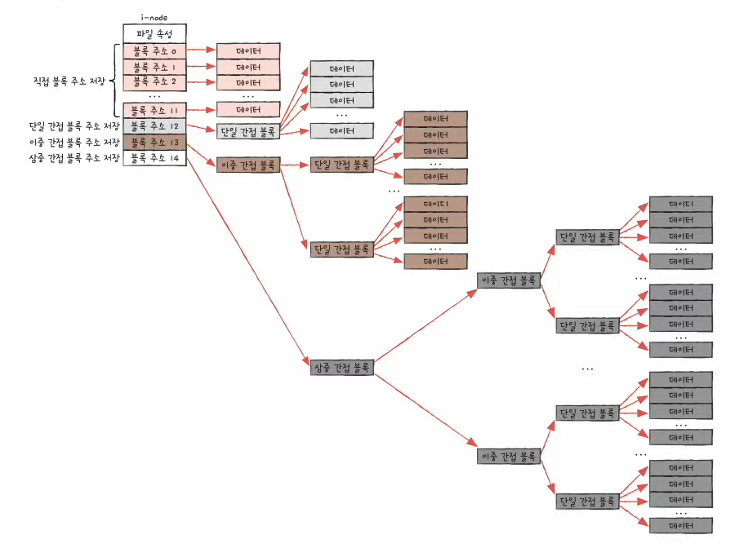 i-node
파일 속성
직접 블록 주소 저장
블록 주소 0
데이터
블록 주소 1
데이터
블록 주소 2
데이터
...
블록 주소 11
데이터
단일 간접 블록 주소 저장
블록 주소 12
단일 간접 블록
데이터
데이터
데이터
...
데이터
이중 간접 블록 주소 저장
블록 주소 13
이중 간접 블록
단일 간접 블록
데이터
데이터
데이터
...
데이터
...
단일 간접 블록
데이터
데이터
데이터
...
데이터
삼중 간접 블록 주소 저장
블록 주소 14
삼중 간접 블록
이중 간접 블록
단일 간접 블록
데이터
데이터
데이터
...
데이터
...
단일 간접 블록
데이터
데이터
데이터
...
데이터
...
이중 간접 블록
단일 간접 블록
데이터
데이터
데이터
...
데이터
...
단일 간접 블록
데이터
데이터
데이터
...
데이터